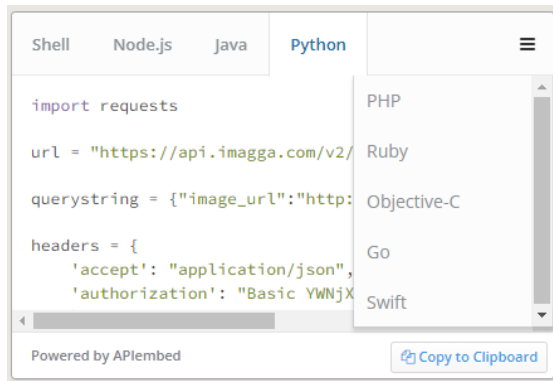 Shell Node.js Java Python
import requests
url = "https://api.imagga.com/v2/
querystring = {"image_url":"http:
headers = {
'accept': "application/json",
'authorization': "Basic YWNjX
PHP
Ruby
Objective-C
Go
Swift
Powered by APIembed
Copy to Clipboard